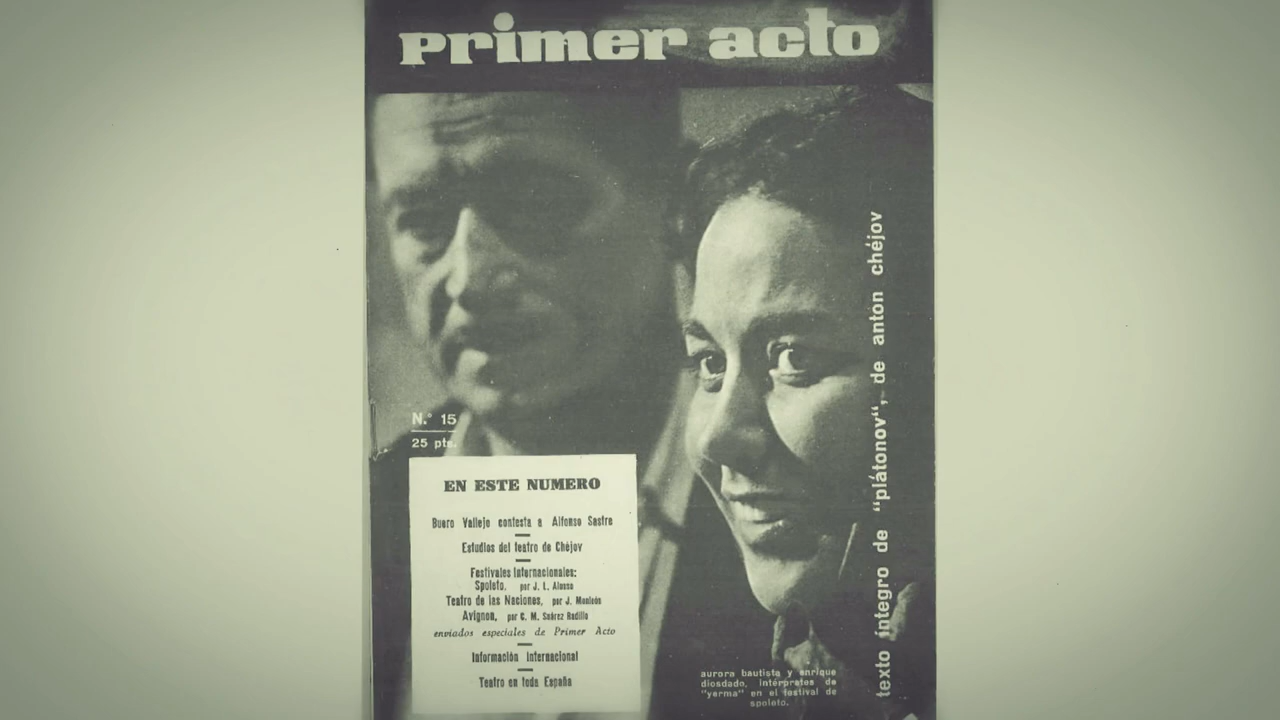 primer acto
N.° 15
25 pts.
EN ESTE NUMERO
Buero Vallejo contesta a Alfonso Sastre
Estudios del teatro de Chéjov
Festivales Internacionales:
Spoleto, por J. L. Alonso
Teatro de las Naciones, por J. Monleón
Avignon, por C. M. Suárez Radillo
enviados especiales de Primer Acto
Información Internacional
Teatro en toda España
texto íntegro de “plátonov“, de anton chéjov
aurora bautista y enrique
diosdado, intérpretes de
"yerma" en el festival de
spoleto.